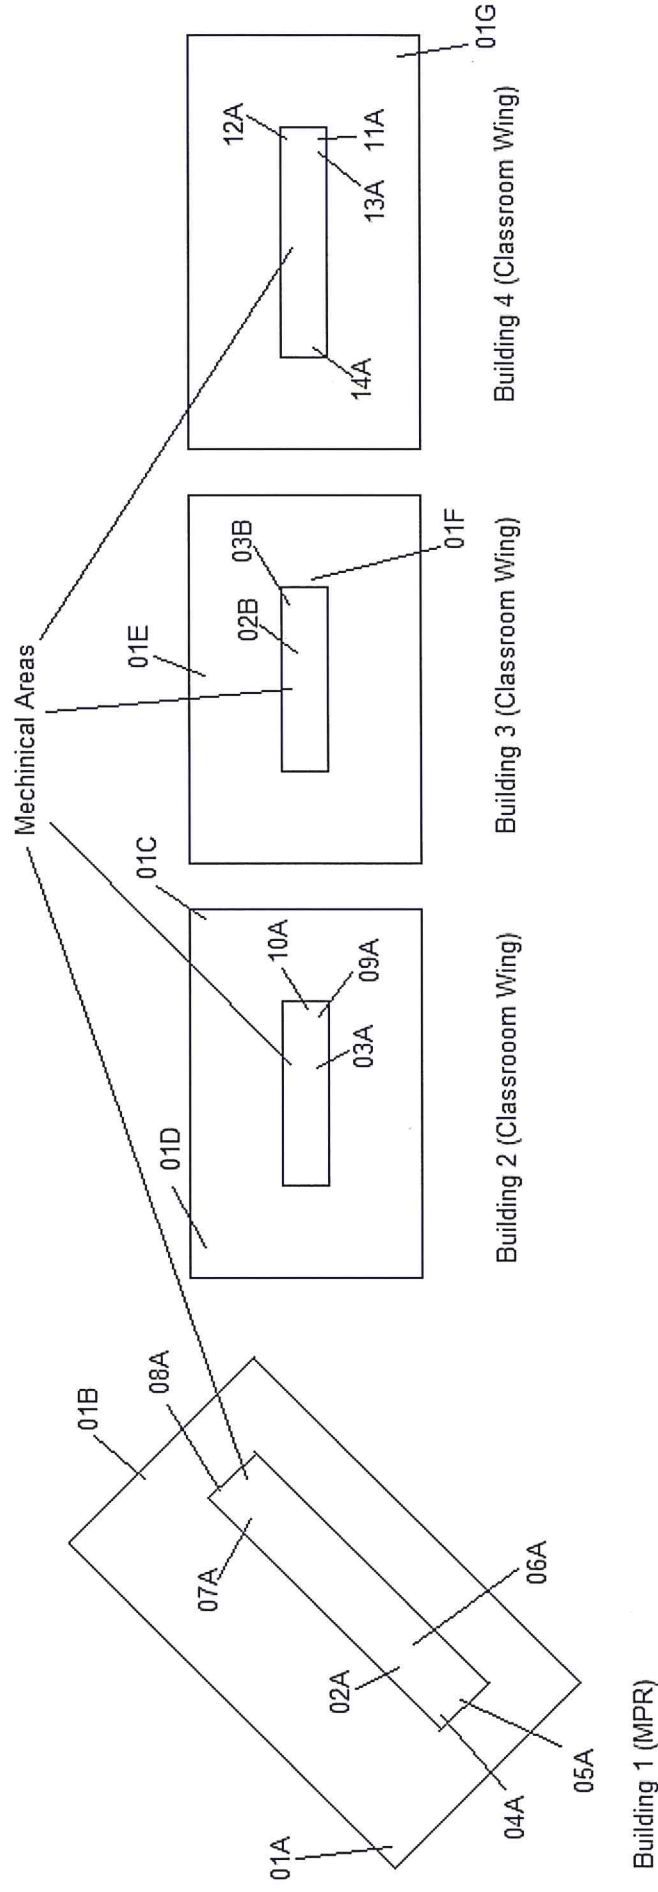 Mechinical Areas
01A
01B
08A
07A
02A
06A
04A
05A
Building 1 (MPR)
01D
01C
10A
09A
03A
Building 2 (Classrooom Wing)
01E
03B
02B
01F
Building 3 (Classroom Wing)
12A
11A
13A
14A
01G
Building 4 (Classroom Wing)